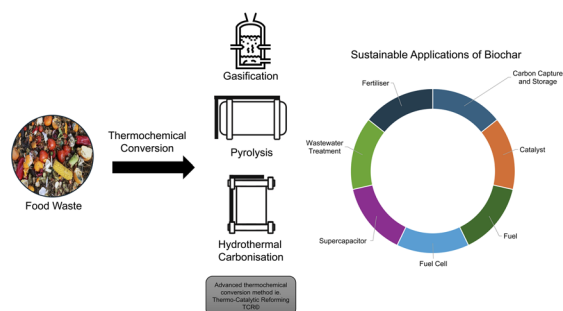 Food Waste
Thermochemical
Conversion
Gasification
Pyrolysis
Hydrothermal
Carbonisation
Advanced thermochemical
conversion method ie.
Thermo-Catalytic Reforming
TCR©
Sustainable Applications of Biochar
Carbon Capture
and Storage
Catalyst
Fuel
Fuel Cell
Supercapacitor
Wastewater
Treatment
Fertiliser